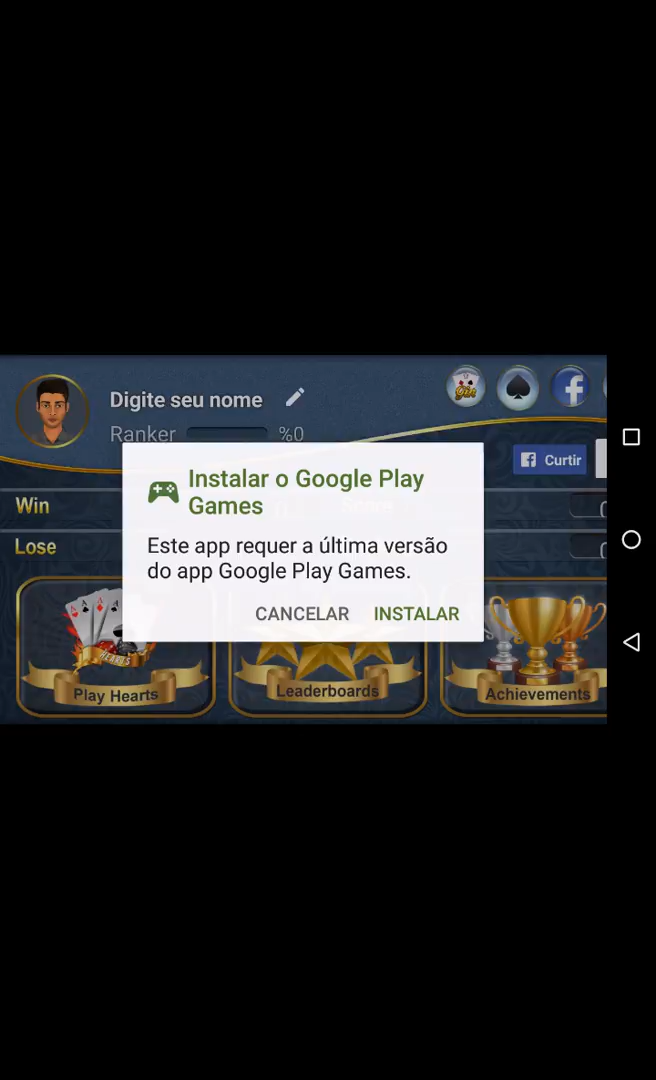 Digite seu nome
Ranker %0
Curtir
Instalar o Google Play
Games
Win
Este app requer a última versão
do app Google Play Games.
Lose
CANCELAR INSTALAR
HEARTS
Play Hearts
Leaderboards
Achievements